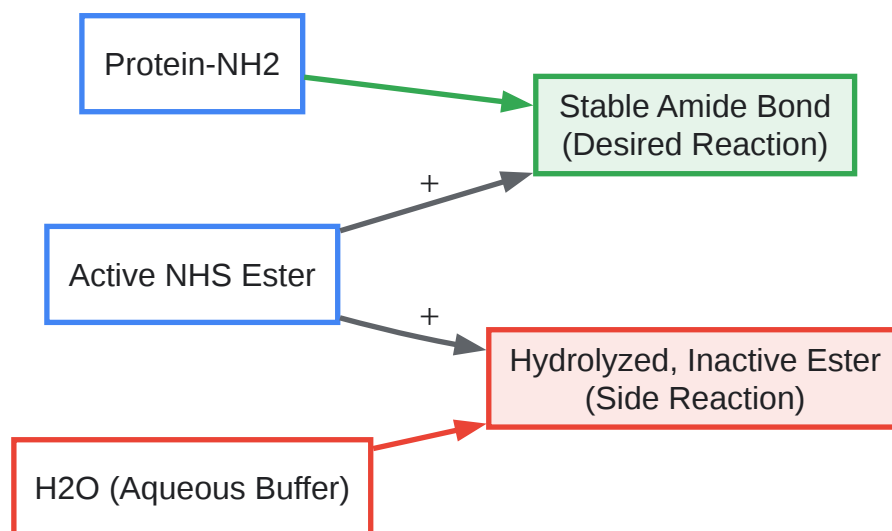 Protein-NH2
Stable Amide Bond
(Desired Reaction)
+
Active NHS Ester
+
Hydrolyzed, Inactive Ester
(Side Reaction)
H2O (Aqueous Buffer)